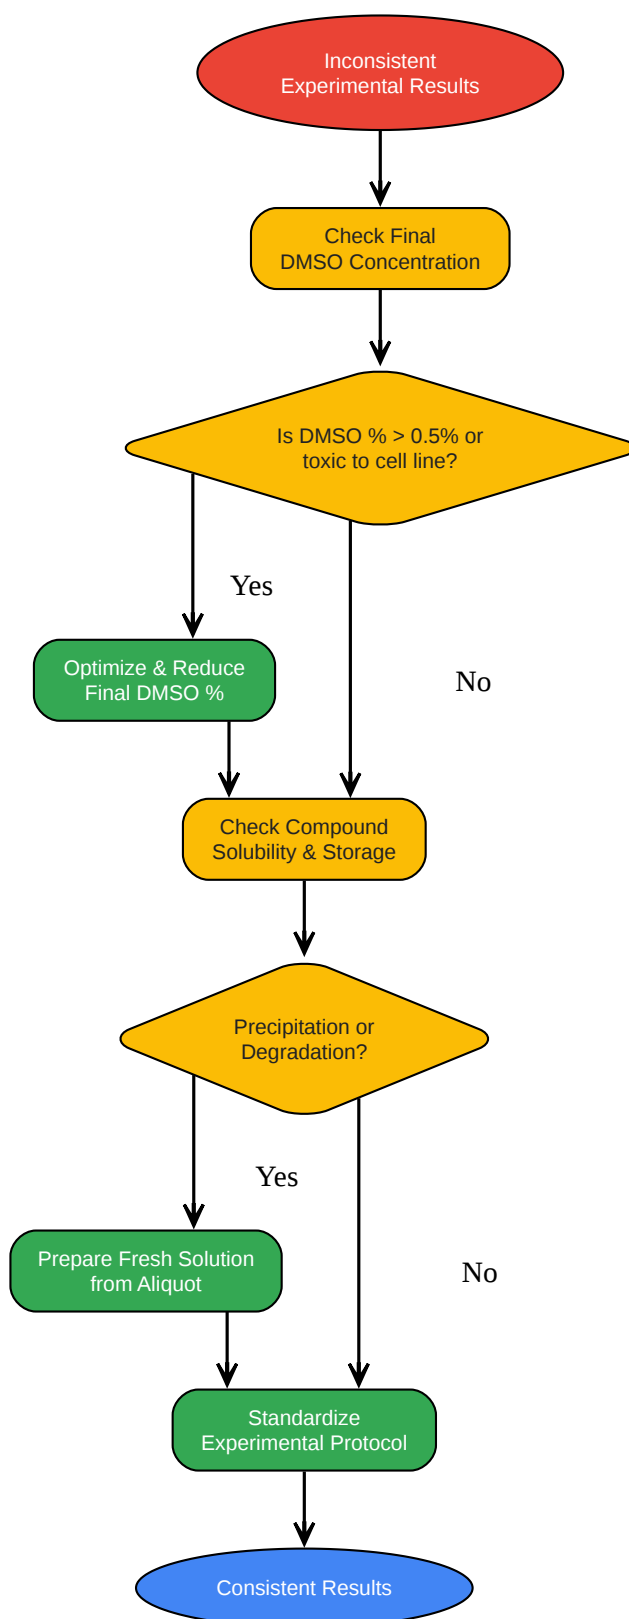 Inconsistent
Experimental Results
Check Final
DMSO Concentration
Is DMSO % > 0.5% or
toxic to cell line?
Yes
Optimize & Reduce
Final DMSO %
No
Check Compound
Solubility & Storage
Precipitation or
Degradation?
Yes
Prepare Fresh Solution
from Aliquot
No
Standardize
Experimental Protocol
Consistent Results